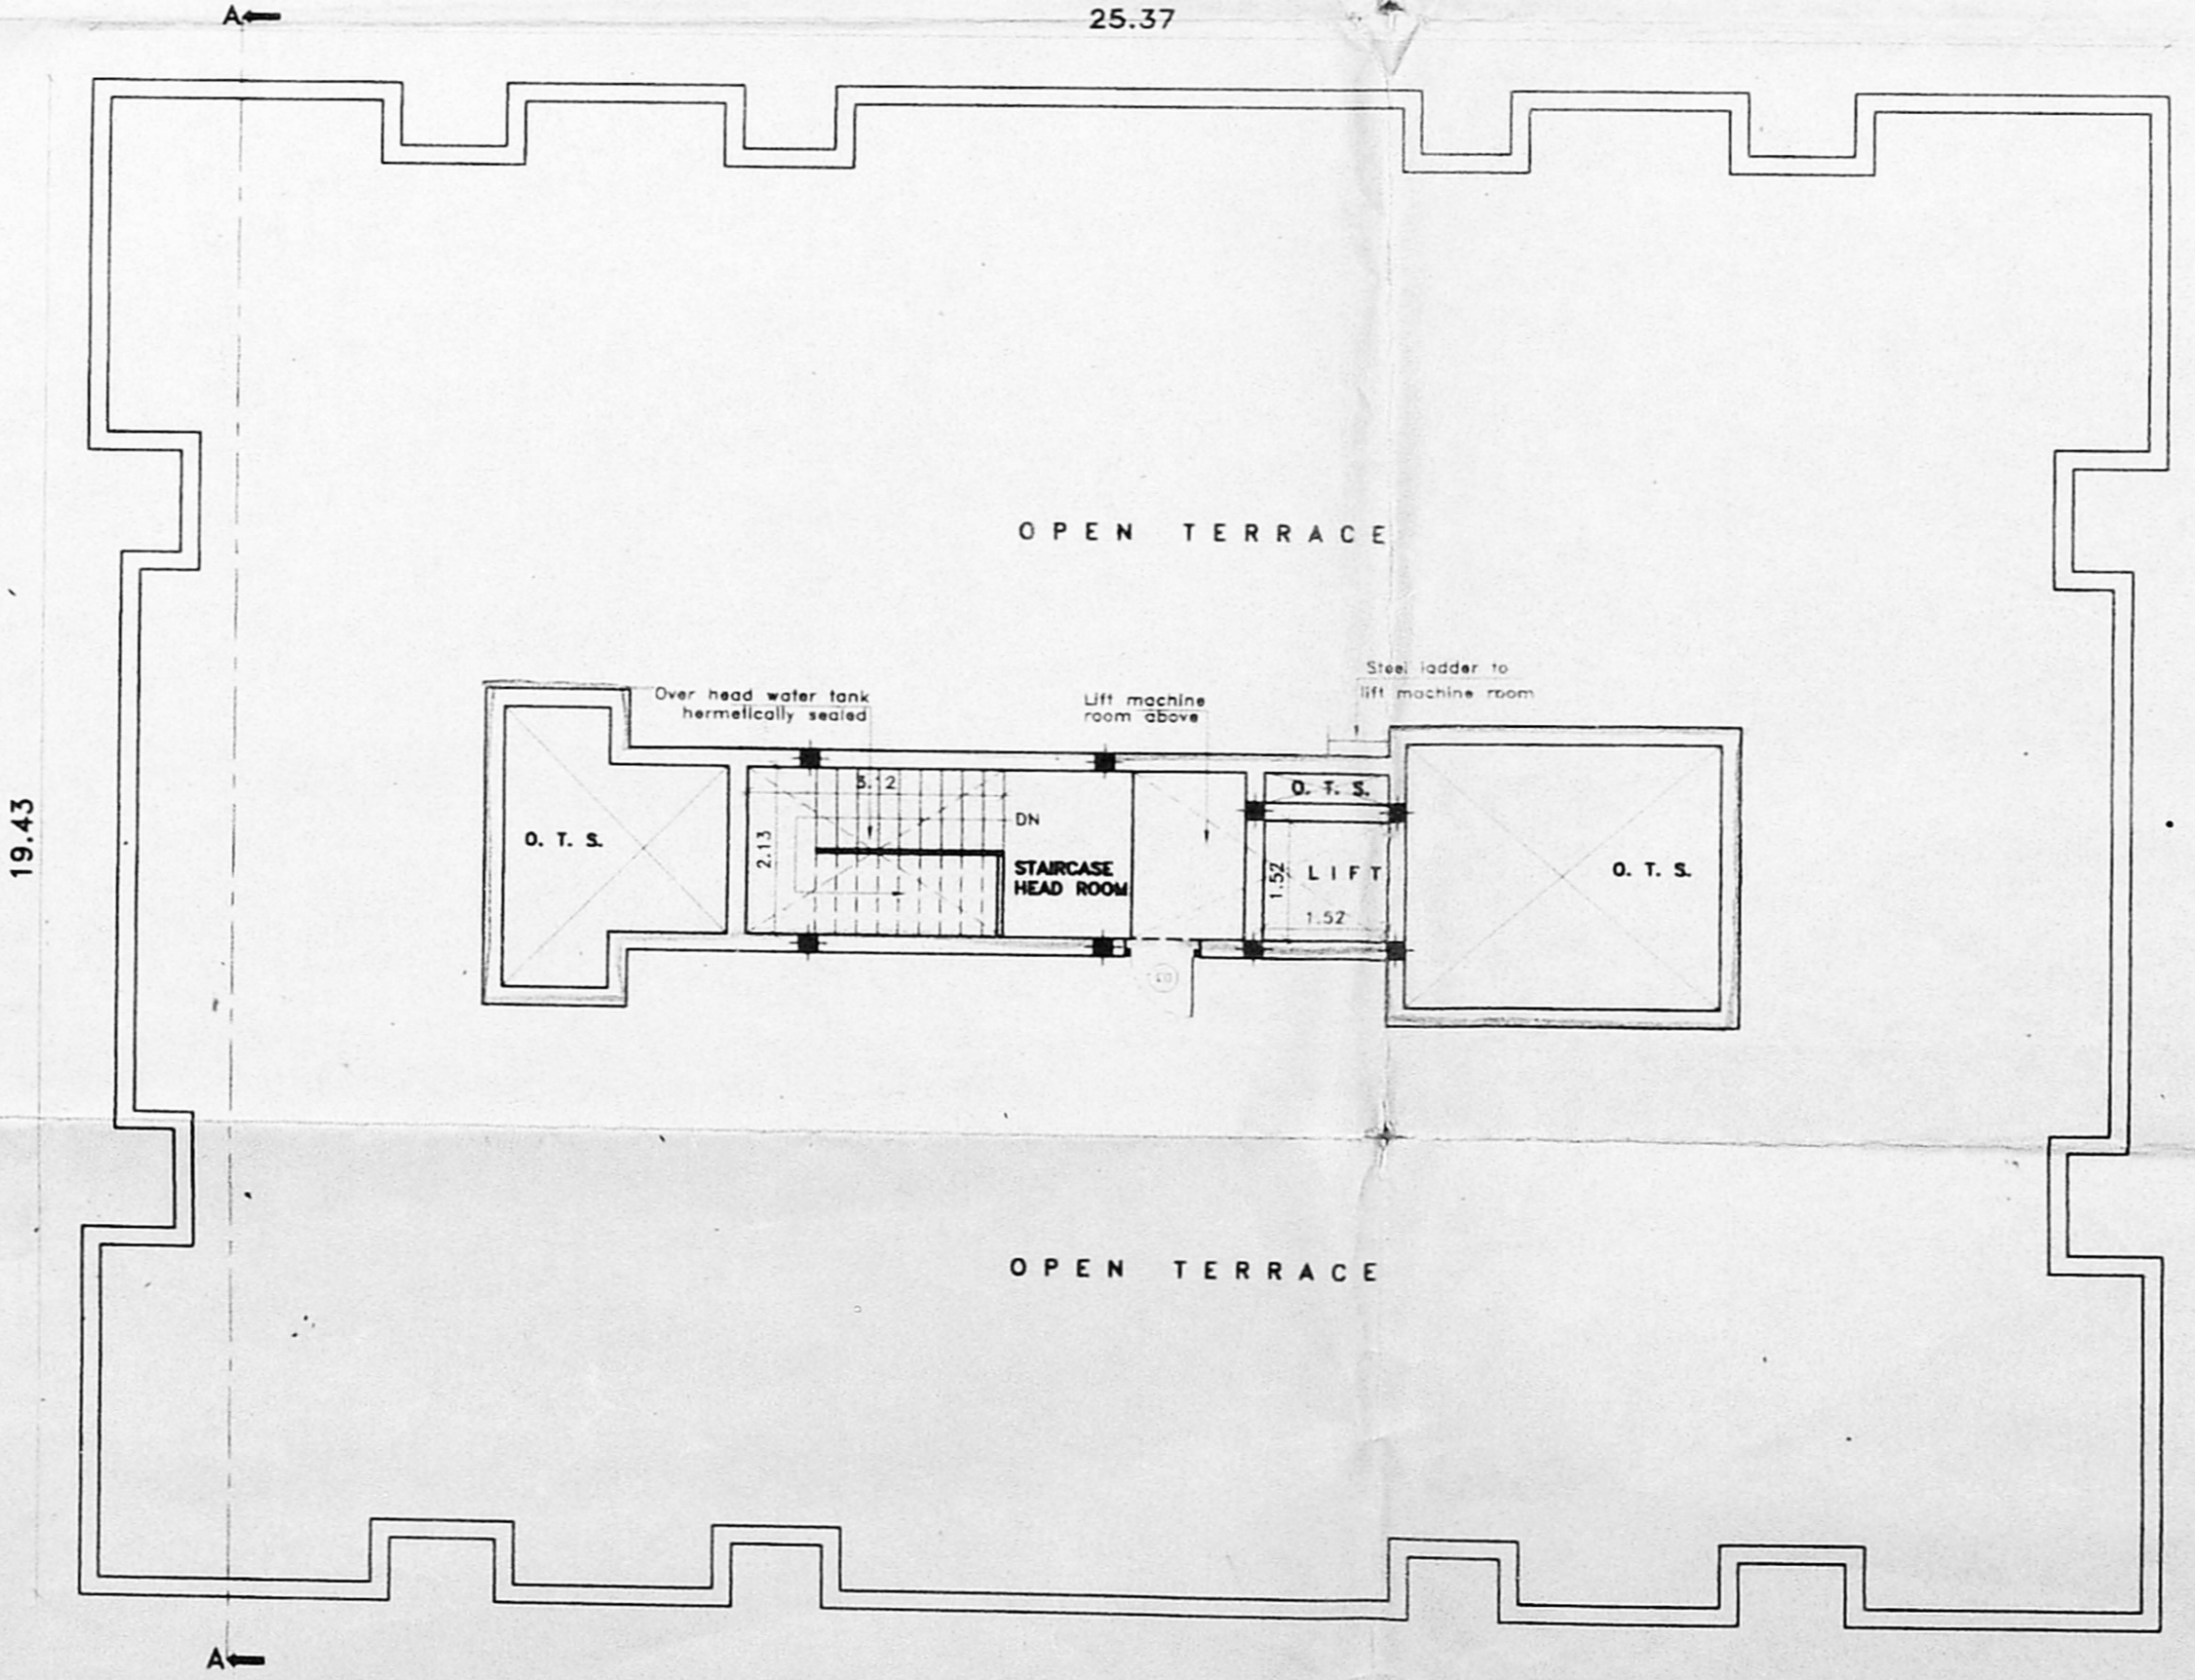 A
25.37
OPEN TERRACE
Steel ladder to
lift machine room
Over head water tank
hermetically sealed
Lift machine
room above
O. T. S.
DN
2.13
STAIRCASE
HEAD ROOM
O. T. S.
1.52
LIFT
1.52
O. T. S.
19.43
OPEN TERRACE
A